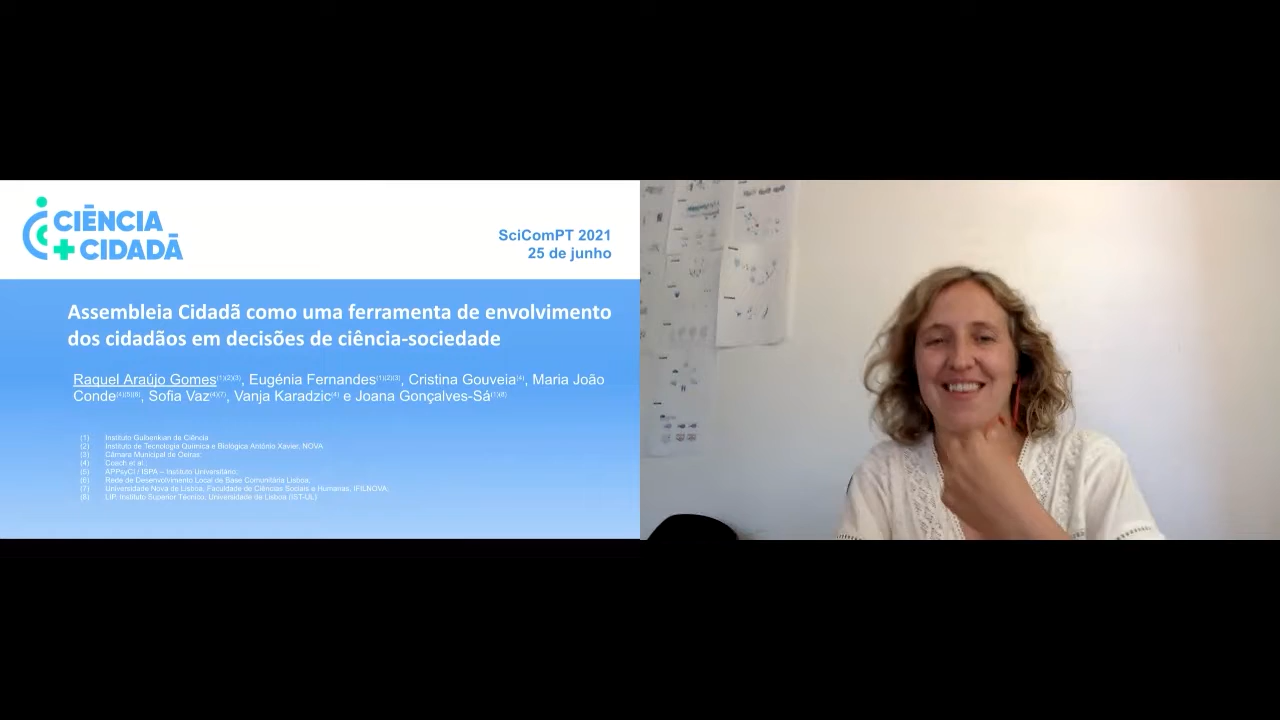 CIÊNCIA
+ CIDADÃ
SciComPT 2021
25 de junho
Assembleia Cidadã como uma ferramenta de envolvimento
dos cidadãos em decisões de ciência-sociedade
Raquel Araújo Gomes(1)(2)(3), Eugénia Fernandes(1)(2)(3), Cristina Gouveia(4), Maria João
Conde(4)(5)(6), Sofia Vaz(4)(7), Vanja Karadzic(4) e Joana Gonçalves-Sá(1)(8)
(1) Instituto Gulbenkian de Ciência
(2) Instituto de Tecnologia Química e Biológica António Xavier, NOVA
(3) Câmara Municipal de Oeiras;
(4) Coach et al.;
(5) APPsyCI / ISPA – Instituto Universitário;
(6) Rede de Desenvolvimento Local de Base Comunitária Lisboa;
(7) Universidade Nova de Lisboa, Faculdade de Ciências Sociais e Humanas, IFILNOVA;
(8) LIP, Instituto Superior Técnico, Universidade de Lisboa (IST-UL)